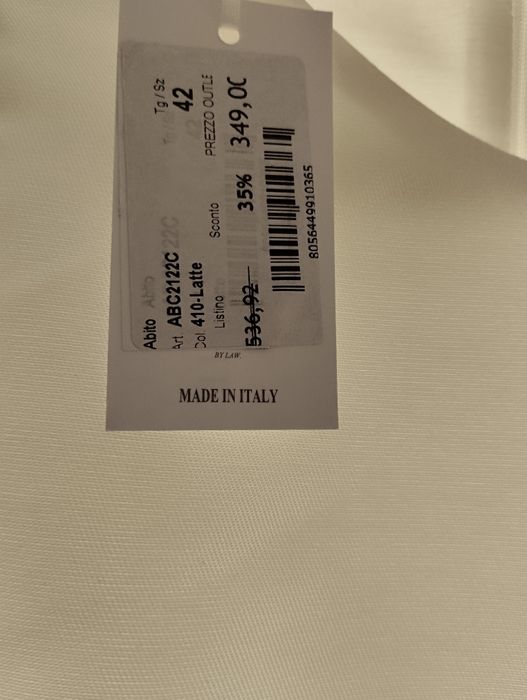 Abito
Tg / Sz
Art. ABC2122C
42
Col. 410-Latte
Listino
Sconto
PREZZO OUTLE
536,92
35%
349,00
8056449910365
BY LAW.
MADE IN ITALY